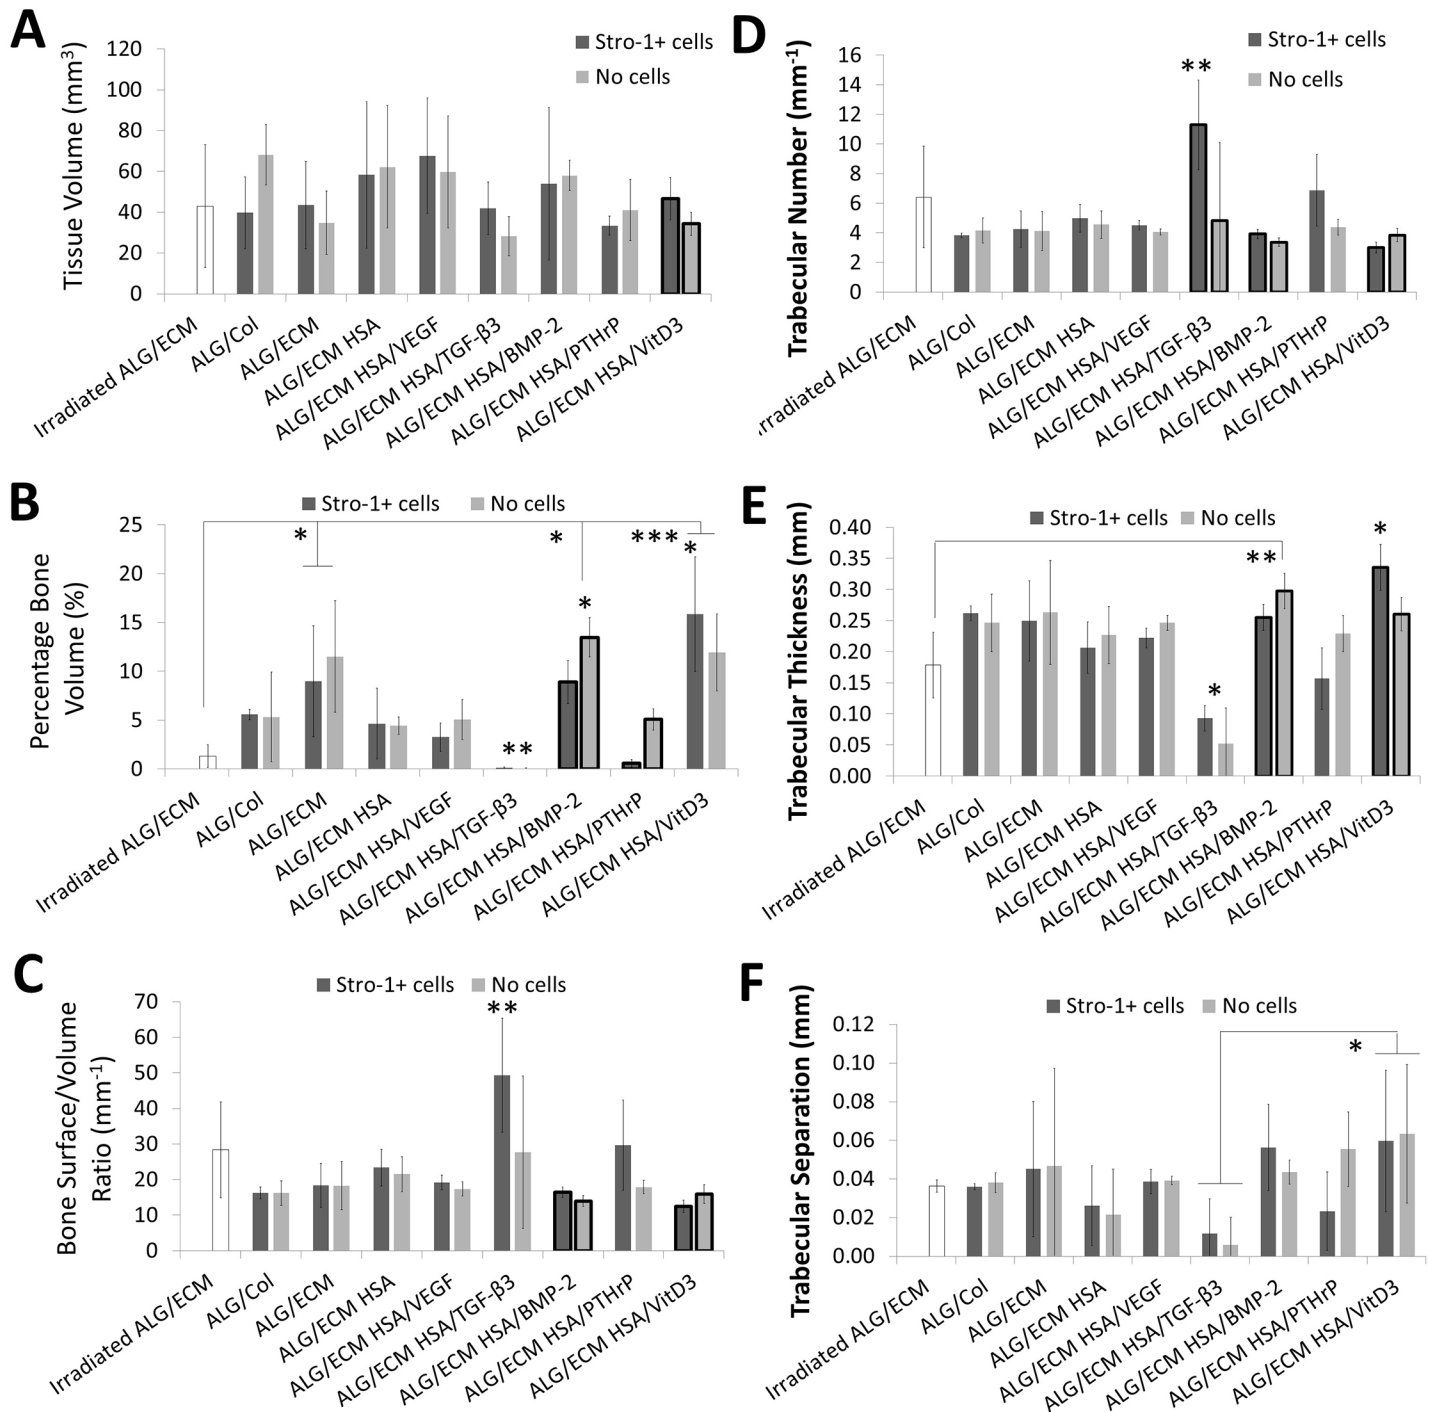 A
Tissue Volume (mm³)
120
100
80
60
40
20
0
Stro-1+ cells
No cells
Irradiated ALG/ECM
ALG/Col
ALG/ECM
ALG/ECM HSA
ALG/ECM HSA/VEGF
ALG/ECM HSA/TGF-β3
ALG/ECM HSA/BMP-2
ALG/ECM HSA/PTHrP
ALG/ECM HSA/VitD3
D
Trabecular Number (mm⁻¹)
16
14
12
10
8
6
4
2
0
Stro-1+ cells
No cells
**
rradiated ALG/ECM
ALG/Col
ALG/ECM
ALG/ECM HSA
ALG/ECM HSA/VEGF
ALG/ECM HSA/TGF-β3
ALG/ECM HSA/BMP-2
ALG/ECM HSA/PTHrP
ALG/ECM HSA/VitD3
B
Percentage Bone
Volume (%)
25
20
15
10
5
0
Stro-1+ cells No cells
* * *** *
*
**
Irradiated ALG/ECM
ALG/Col
ALG/ECM
ALG/ECM HSA
ALG/ECM HSA/VEGF
ALG/ECM HSA/TGF-β3
ALG/ECM HSA/BMP-2
ALG/ECM HSA/PTHrP
ALG/ECM HSA/VitD3
E
Trabecular Thickness (mm)
0.40
0.35
0.30
0.25
0.20
0.15
0.10
0.05
0.00
Stro-1+ cells No cells
*
**
*
Irradiated ALG/ECM
ALG/Col
ALG/ECM
ALG/ECM HSA
ALG/ECM HSA/VEGF
ALG/ECM HSA/TGF-β3
ALG/ECM HSA/BMP-2
ALG/ECM HSA/PTHrP
ALG/ECM HSA/VitD3
C
Bone Surface/Volume
Ratio (mm⁻¹)
70
60
50
40
30
20
10
0
Stro-1+ cells No cells
**
Irradiated ALG/ECM
ALG/Col
ALG/ECM
ALG/ECM HSA
ALG/ECM HSA/VEGF
ALG/ECM HSA/TGF-β3
ALG/ECM HSA/BMP-2
ALG/ECM HSA/PTHrP
ALG/ECM HSA/VitD3
F
Trabecular Separation (mm)
0.12
0.10
0.08
0.06
0.04
0.02
0.00
Stro-1+ cells No cells
*
Irradiated ALG/ECM
ALG/Col
ALG/ECM
ALG/ECM HSA
ALG/ECM HSA/VEGF
ALG/ECM HSA/TGF-β3
ALG/ECM HSA/BMP-2
ALG/ECM HSA/PTHrP
ALG/ECM HSA/VitD3